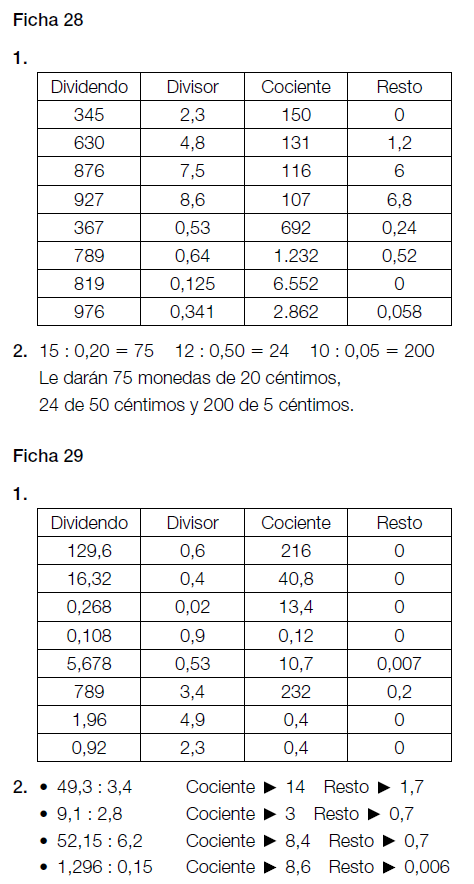 Ficha 28
1.
Dividendo Divisor Cociente Resto
345 2,3 150 0
630 4,8 131 1,2
876 7,5 116 6
927 8,6 107 6,8
367 0,53 692 0,24
789 0,64 1.232 0,52
819 0,125 6.552 0
976 0,341 2.862 0,058
2. 15 : 0,20 = 75 12 : 0,50 = 24 10 : 0,05 = 200
Le darán 75 monedas de 20 céntimos,
24 de 50 céntimos y 200 de 5 céntimos.
Ficha 29
1.
Dividendo Divisor Cociente Resto
129,6 0,6 216 0
16,32 0,4 40,8 0
0,268 0,02 13,4 0
0,108 0,9 0,12 0
5,678 0,53 10,7 0,007
789 3,4 232 0,2
1,96 4,9 0,4 0
0,92 2,3 0,4 0
2. • 49,3 : 3,4 Cociente ► 14 Resto ► 1,7
• 9,1 : 2,8 Cociente ► 3 Resto ► 0,7
• 52,15 : 6,2 Cociente ► 8,4 Resto ► 0,7
• 1,296 : 0,15 Cociente ► 8,6 Resto ► 0,006